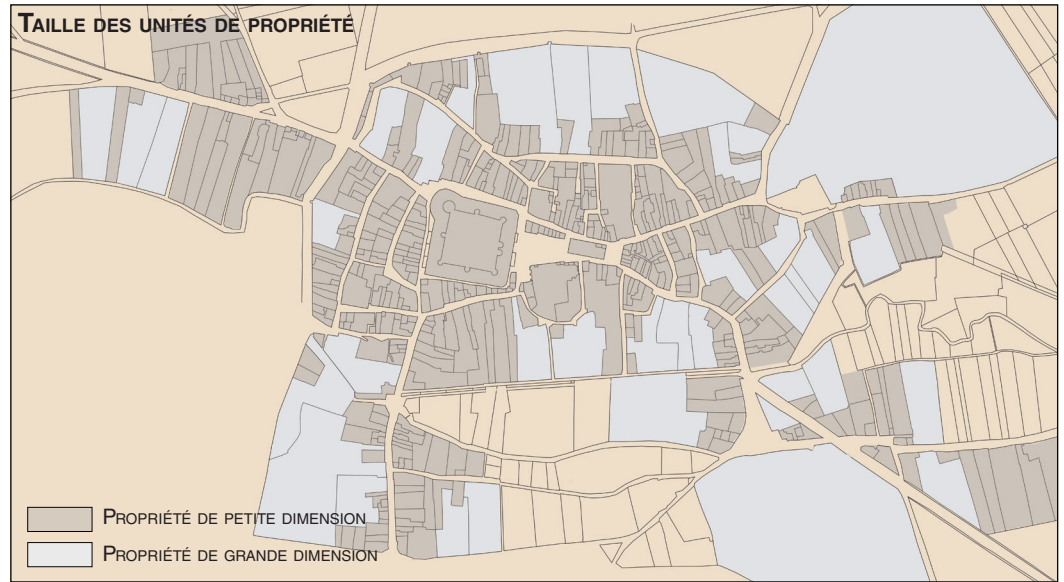 TAILLE DES UNITÉS DE PROPRIÉTÉ
PROPRIÉTÉ DE PETITE DIMENSION
PROPRIÉTÉ DE GRANDE DIMENSION